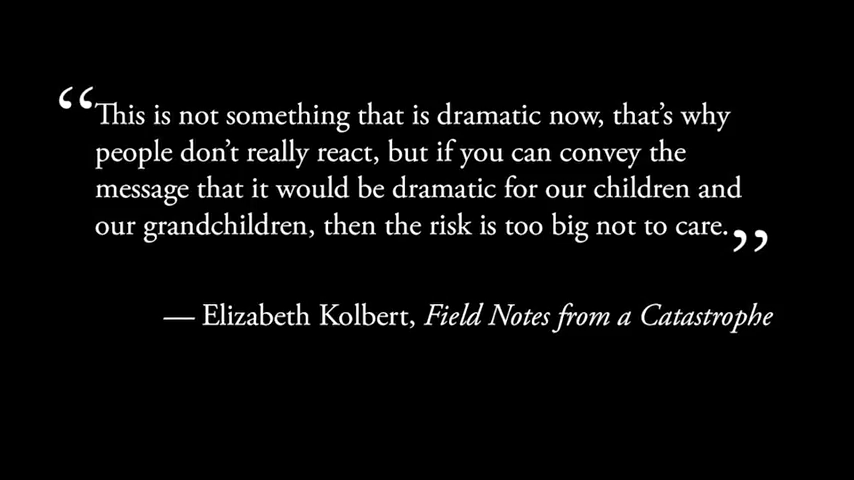 “This is not something that is dramatic now, that’s why
people don’t really react, but if you can convey the
message that it would be dramatic for our children and
our grandchildren, then the risk is too big not to care.”
— Elizabeth Kolbert, Field Notes from a Catastrophe